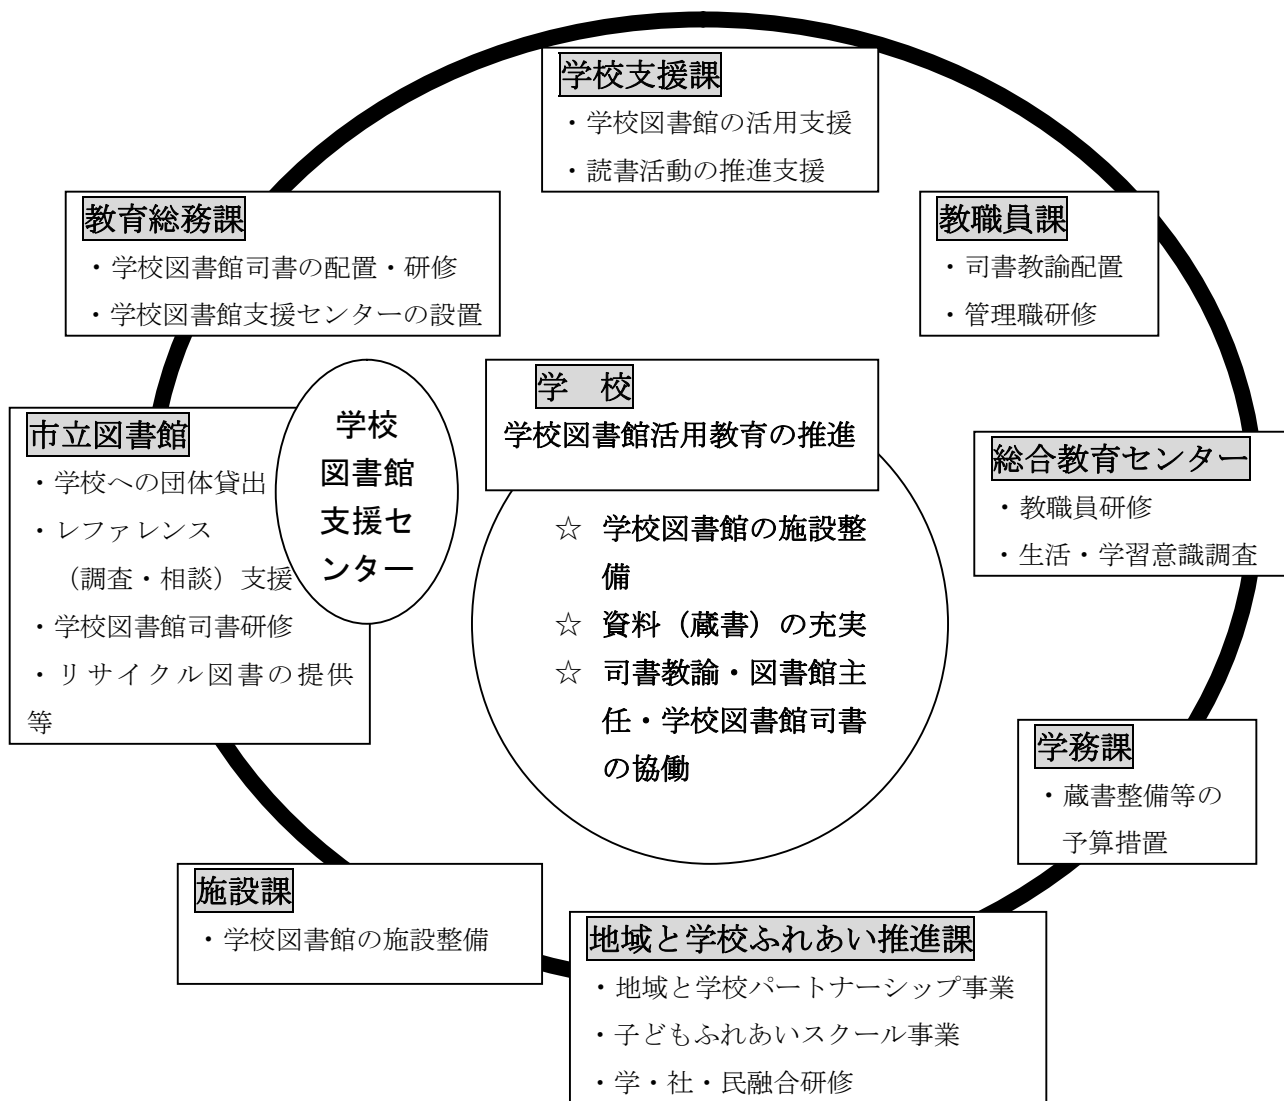 学校支援課
・学校図書館の活用支援
・読書活動の推進支援
教育総務課
・学校図書館司書の配置・研修
・学校図書館支援センターの設置
教職員課
・司書教諭配置
・管理職研修
市立図書館
・学校への団体貸出
・レファレンス
（調査・相談）支援
・学校図書館司書研修
・リサイクル図書の提供
等
学校
図書館
支援セ
ンター
学　校
学校図書館活用教育の推進
☆ 学校図書館の施設整
備
☆ 資料（蔵書）の充実
☆ 司書教諭・図書館主
任・学校図書館司書
の協働
総合教育センター
・教職員研修
・生活・学習意識調査
学務課
・蔵書整備等の
予算措置
施設課
・学校図書館の施設整備
地域と学校ふれあい推進課
・地域と学校パートナーシップ事業
・子どもふれあいスクール事業
・学・社・民融合研修